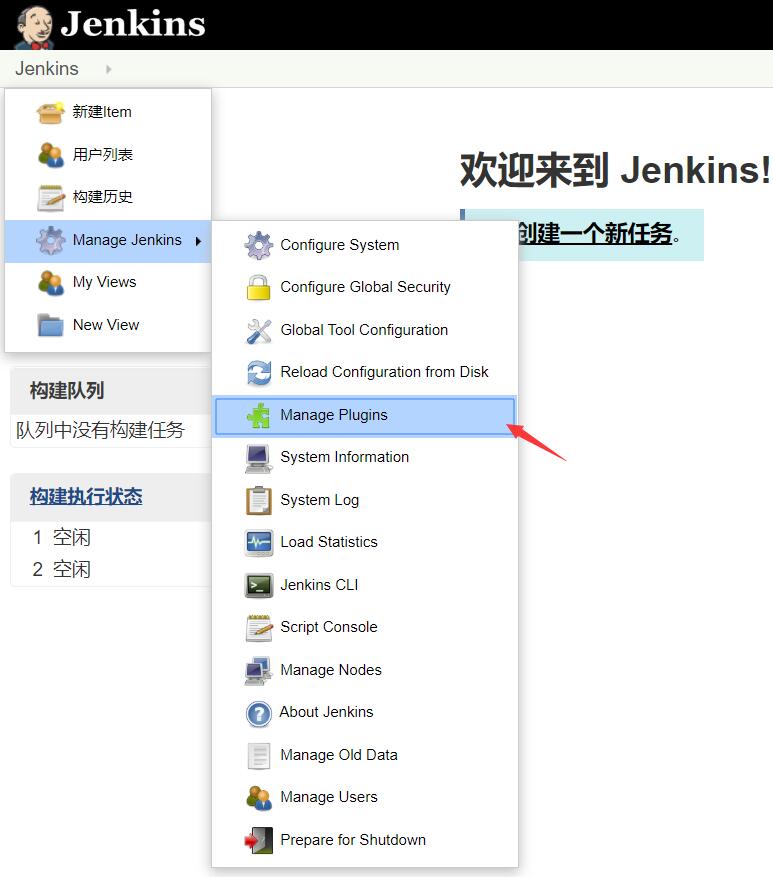 Jenkins
Jenkins
新建Item
用户列表
构建历史
Manage Jenkins
My Views
New View
欢迎来到 Jenkins!
创建一个新任务。
Configure System
Configure Global Security
Global Tool Configuration
Reload Configuration from Disk
Manage Plugins
System Information
System Log
Load Statistics
Jenkins CLI
Script Console
Manage Nodes
About Jenkins
Manage Old Data
Manage Users
Prepare for Shutdown
构建队列
队列中没有构建任务
构建执行状态
1 空闲
2 空闲